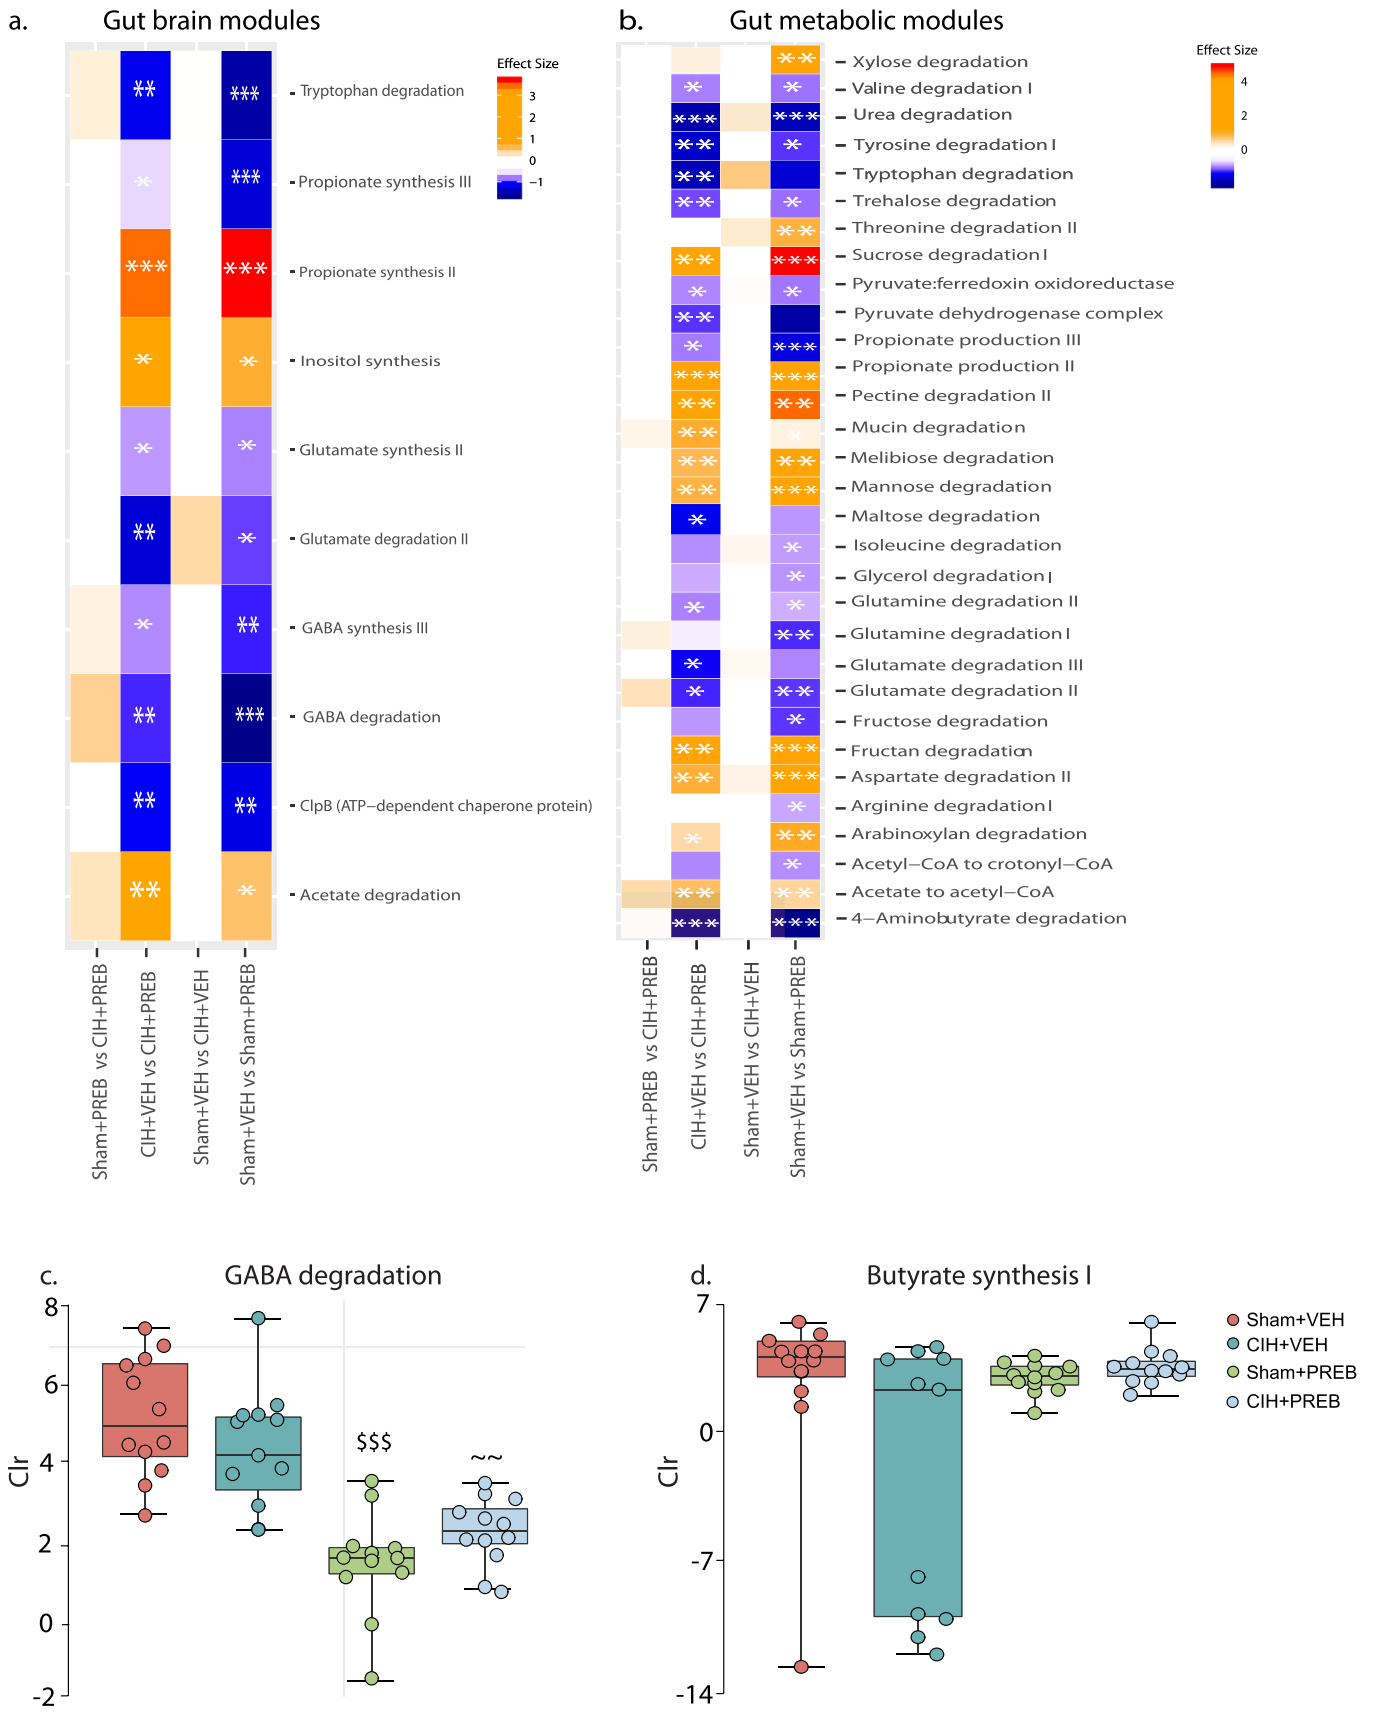 a.
Gut brain modules
Effect Size
3
2
1
0
−1
**
***
Tryptophan degradation
*
***
Propionate synthesis III
***
***
Propionate synthesis II
*
*
Inositol synthesis
*
*
Glutamate synthesis II
**
*
Glutamate degradation II
*
**
GABA synthesis III
**
***
GABA degradation
**
**
ClpB (ATP−dependent chaperone protein)
**
*
Acetate degradation
Sham+PREB vs CIH+PREB
CIH+VEH vs CIH+PREB
Sham+VEH vs CIH+VEH
Sham+VEH vs Sham+PREB
b.
Gut metabolic modules
Effect Size
4
2
0
**
Xylose degradation
*
*
Valine degradation I
***
***
Urea degradation
**
*
Tyrosine degradation I
**
Tryptophan degradation
**
*
Trehalose degradation
**
Threonine degradation II
**
***
Sucrose degradation I
*
*
Pyruvate:ferredoxin oxidoreductase
**
Pyruvate dehydrogenase complex
*
***
Propionate production III
***
***
Propionate production II
**
**
Pectine degradation II
**
*
Mucin degradation
**
**
Melibiose degradation
**
***
Mannose degradation
*
Maltose degradation
*
Isoleucine degradation
*
Glycerol degradation I
*
*
Glutamine degradation II
**
Glutamine degradation I
*
Glutamate degradation III
*
**
Glutamate degradation II
*
Fructose degradation
**
***
Fructan degradation
**
***
Aspartate degradation II
*
Arginine degradation I
*
**
Arabinoxylan degradation
*
Acetyl−CoA to crotonyl−CoA
**
**
Acetate to acetyl−CoA
***
***
4−Aminobutyrate degradation
Sham+PREB vs CIH+PREB
CIH+VEH vs CIH+PREB
Sham+VEH vs CIH+VEH
Sham+VEH vs Sham+PREB
c.
GABA degradation
Clr
8
6
4
2
0
-2
$$$
~~
d.
Butyrate synthesis I
Clr
7
0
-7
-14
Sham+VEH
CIH+VEH
Sham+PREB
CIH+PREB